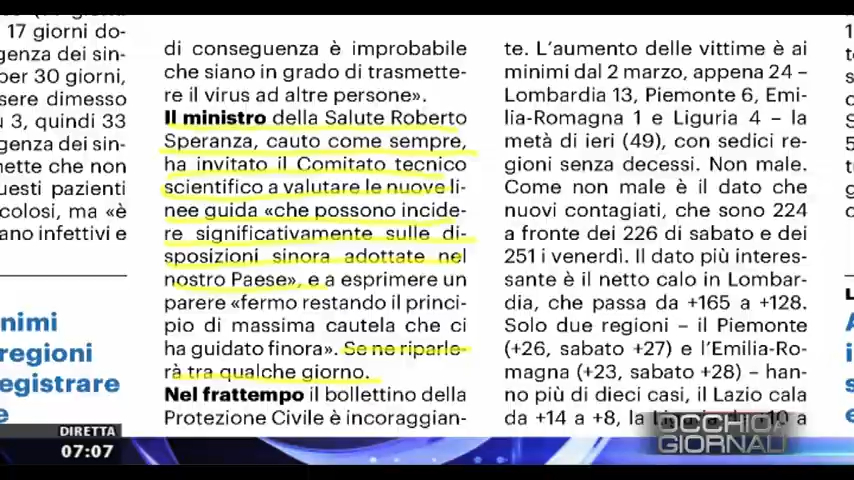 17 giorni do-
genza dei sin-
per 30 giorni,
sere dimesso
3, quindi 33
genza dei sin-
mette che non
uesti pazienti
colosi, ma «è
ano infettivi e
nimi
regioni
egistrare
e
di conseguenza è improbabile
che siano in grado di trasmette-
re il virus ad altre persone».
Il ministro della Salute Roberto
Speranza, cauto come sempre,
ha invitato il Comitato tecnico
scientifico a valutare le nuove li-
nee guida «che possono incide-
re significativamente sulle di-
sposizioni sinora adottate nel
nostro Paese», e a esprimere un
parere «fermo restando il princi-
pio di massima cautela che ci
ha guidato finora». Se ne riparle-
rà tra qualche giorno.
Nel frattempo il bollettino della
Protezione Civile è incoraggian-
te. L'aumento delle vittime è ai
minimi dal 2 marzo, appena 24 –
Lombardia 13, Piemonte 6, Emi-
lia-Romagna 1 e Liguria 4 – la
metà di ieri (49), con sedici re-
gioni senza decessi. Non male.
Come non male è il dato che
nuovi contagiati, che sono 224
a fronte dei 226 di sabato e dei
251 i venerdì. Il dato più interes-
sante è il netto calo in Lombar-
dia, che passa da +165 a +128.
Solo due regioni – il Piemonte
(+26, sabato +27) e l'Emilia-Ro-
magna (+23, sabato +28) – han-
no più di dieci casi, il Lazio cala
da +14 a +8, la Liguria da +10 a
DIRETTA
07:07
OCCHIO AI
GIORNALI